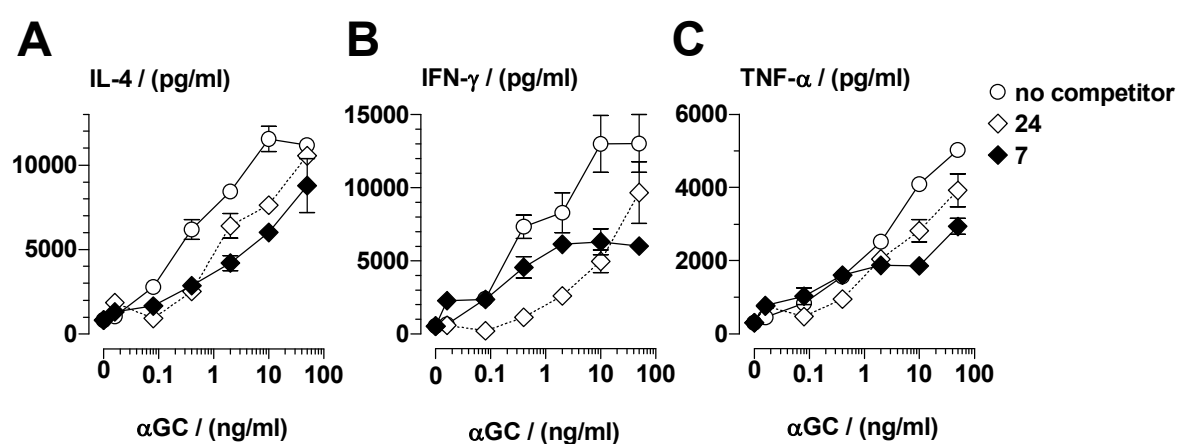 A
B
C
IL-4 / (pg/ml)
IFN-γ / (pg/ml)
TNF-α / (pg/ml)
no competitor
24
7
10000
5000
0
15000
10000
5000
0
6000
4000
2000
0
0 0.1 1 10 100
0 0.1 1 10 100
0 0.1 1 10 100
αGC / (ng/ml)
αGC / (ng/ml)
αGC / (ng/ml)